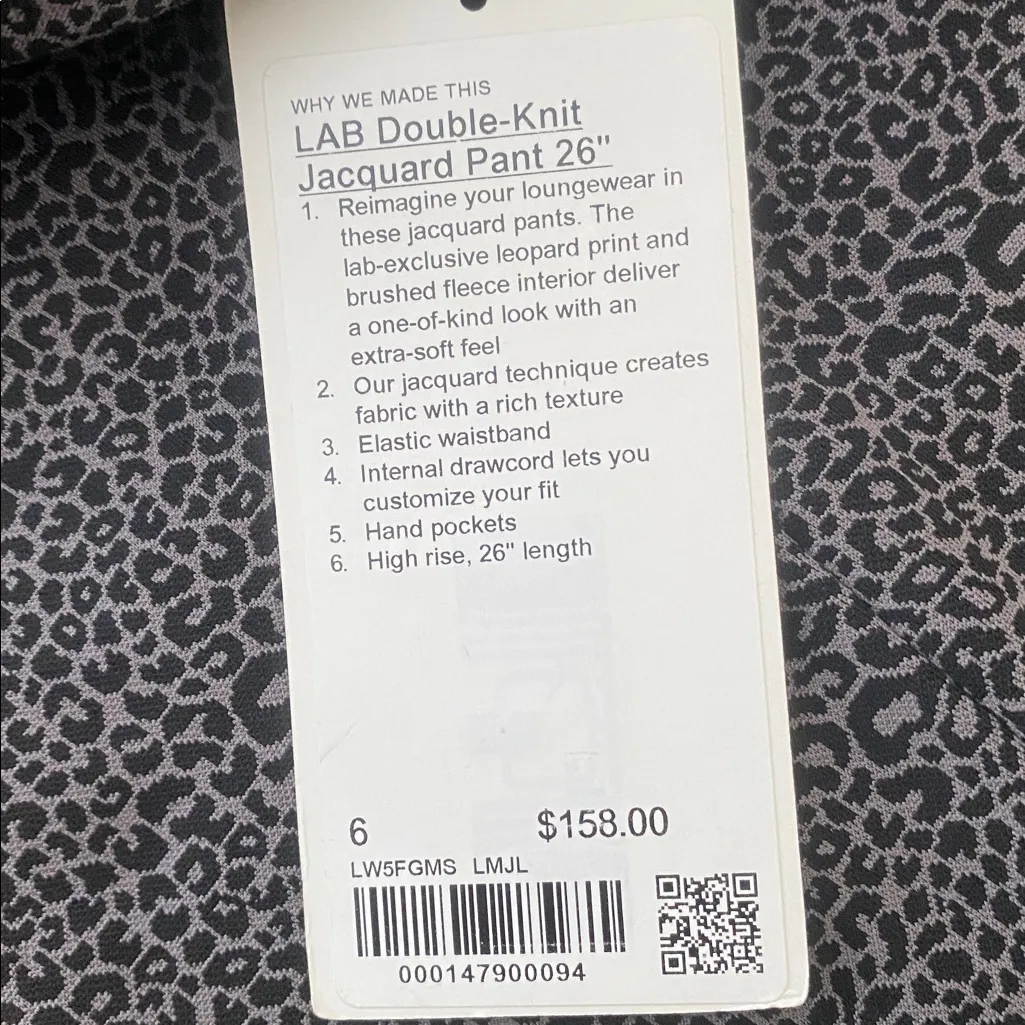 WHY WE MADE THIS
LAB Double-Knit
Jacquard Pant 26"
1. Reimagine your loungewear in
these jacquard pants. The
lab-exclusive leopard print and
brushed fleece interior deliver
a one-of-kind look with an
extra-soft feel
2. Our jacquard technique creates
fabric with a rich texture
3. Elastic waistband
4. Internal drawcord lets you
customize your fit
5. Hand pockets
6. High rise, 26" length
6 $158.00
LW5FGMS LMJL
000147900094